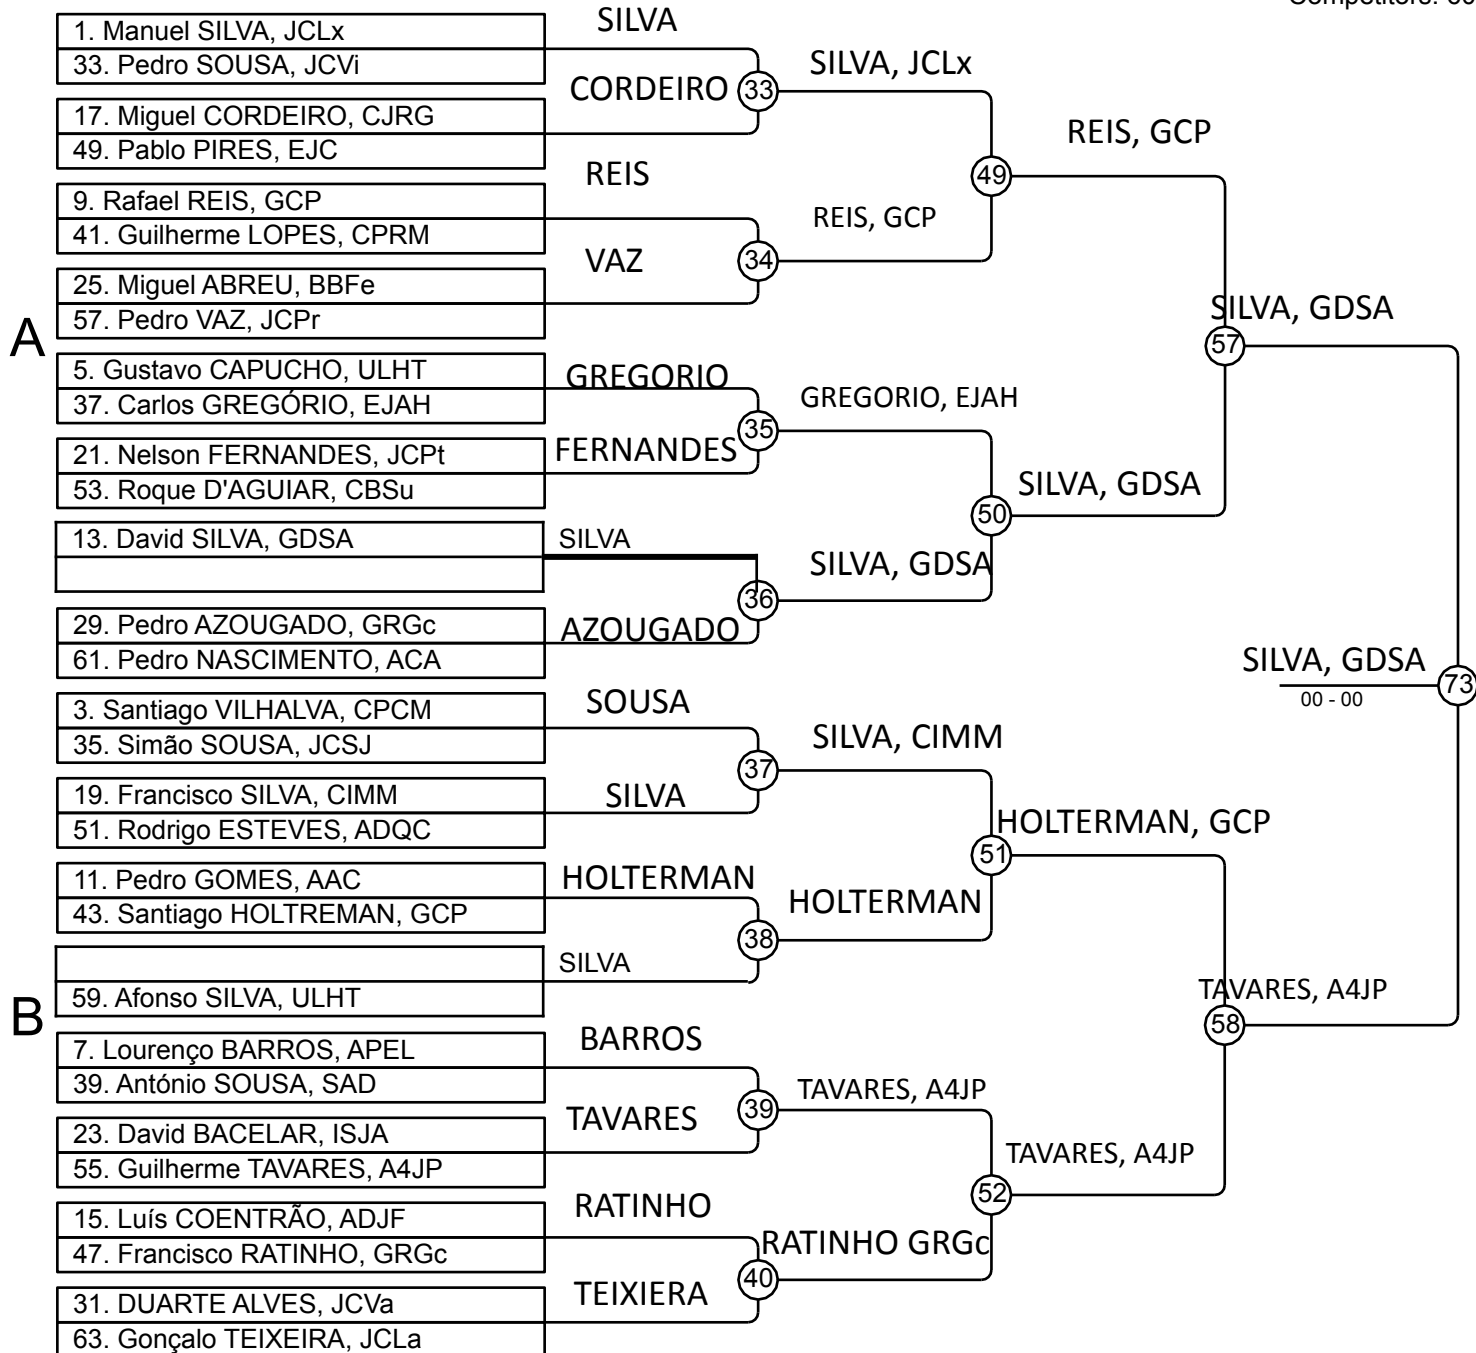 SILVA
1. Manuel SILVA, JCLx
33. Pedro SOUSA, JCVi
SILVA, JCLx
CORDEIRO
33
17. Miguel CORDEIRO, CJRG
49. Pablo PIRES, EJC
REIS, GCP
REIS
49
9. Rafael REIS, GCP
41. Guilherme LOPES, CPRM
REIS, GCP
VAZ
34
25. Miguel ABREU, BBFe
57. Pedro VAZ, JCPr
SILVA, GDSA
A
57
5. Gustavo CAPUCHO, ULHT
37. Carlos GREGÓRIO, EJAH
GREGORIO
GREGORIO, EJAH
35
21. Nelson FERNANDES, JCPt
53. Roque D'AGUIAR, CBSu
FERNANDES
SILVA, GDSA
50
13. David SILVA, GDSA
SILVA
SILVA, GDSA
36
29. Pedro AZOUGADO, GRGc
61. Pedro NASCIMENTO, ACA
AZOUGADO
SILVA, GDSA
73
00 - 00
3. Santiago VILHALVA, CPCM
35. Simão SOUSA, JCSJ
SOUSA
SILVA, CIMM
37
19. Francisco SILVA, CIMM
51. Rodrigo ESTEVES, ADQC
SILVA
HOLTERMAN, GCP
51
11. Pedro GOMES, AAC
43. Santiago HOLTREMAN, GCP
HOLTERMAN
HOLTERMAN
38
SILVA
59. Afonso SILVA, ULHT
TAVARES, A4JP
B
58
7. Lourenço BARROS, APEL
39. António SOUSA, SAD
BARROS
TAVARES, A4JP
39
23. David BACELAR, ISJA
55. Guilherme TAVARES, A4JP
TAVARES
TAVARES, A4JP
52
15. Luís COENTRÃO, ADJF
47. Francisco RATINHO, GRGc
RATINHO
RATINHO GRGc
40
31. DUARTE ALVES, JCVa
63. Gonçalo TEIXEIRA, JCLa
TEIXIERA